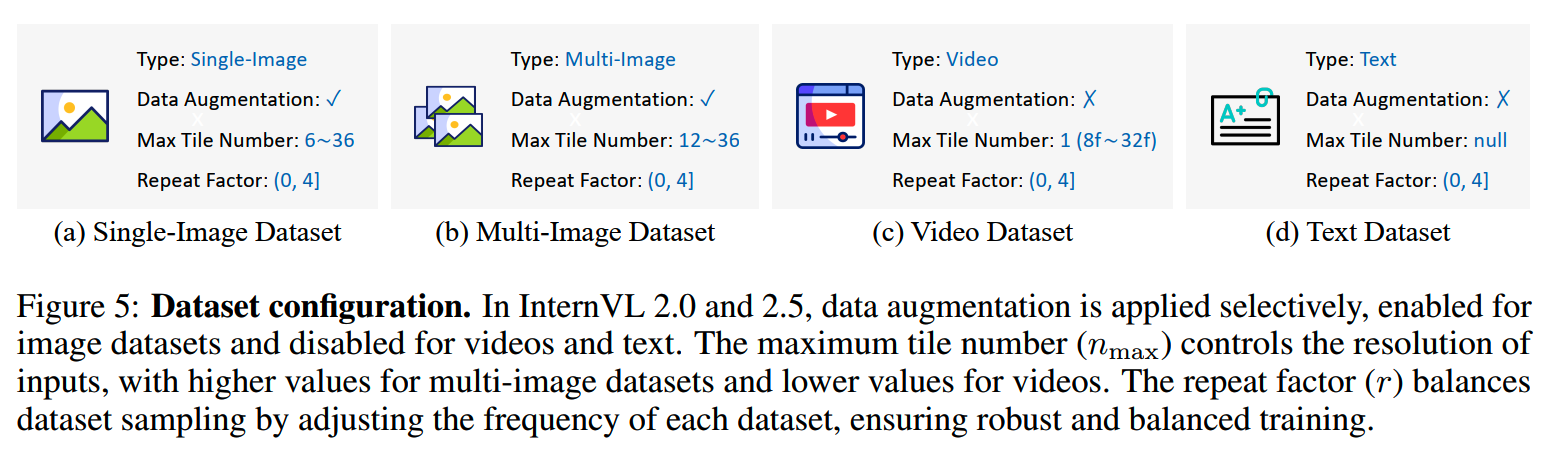 Type: Single-Image
Data Augmentation: ✓
Max Tile Number: 6~36
Repeat Factor: (0, 4]
(a) Single-Image Dataset
Type: Multi-Image
Data Augmentation: ✓
Max Tile Number: 12~36
Repeat Factor: (0, 4]
(b) Multi-Image Dataset
Type: Video
Data Augmentation: ✗
Max Tile Number: 1 (8f~32f)
Repeat Factor: (0, 4]
(c) Video Dataset
A+
Type: Text
Data Augmentation: ✗
Max Tile Number: null
Repeat Factor: (0, 4]
(d) Text Dataset
Figure 5: Dataset configuration. In InternVL 2.0 and 2.5, data augmentation is applied selectively, enabled for
image datasets and disabled for videos and text. The maximum tile number (n_max) controls the resolution of
inputs, with higher values for multi-image datasets and lower values for videos. The repeat factor (r) balances
dataset sampling by adjusting the frequency of each dataset, ensuring robust and balanced training.